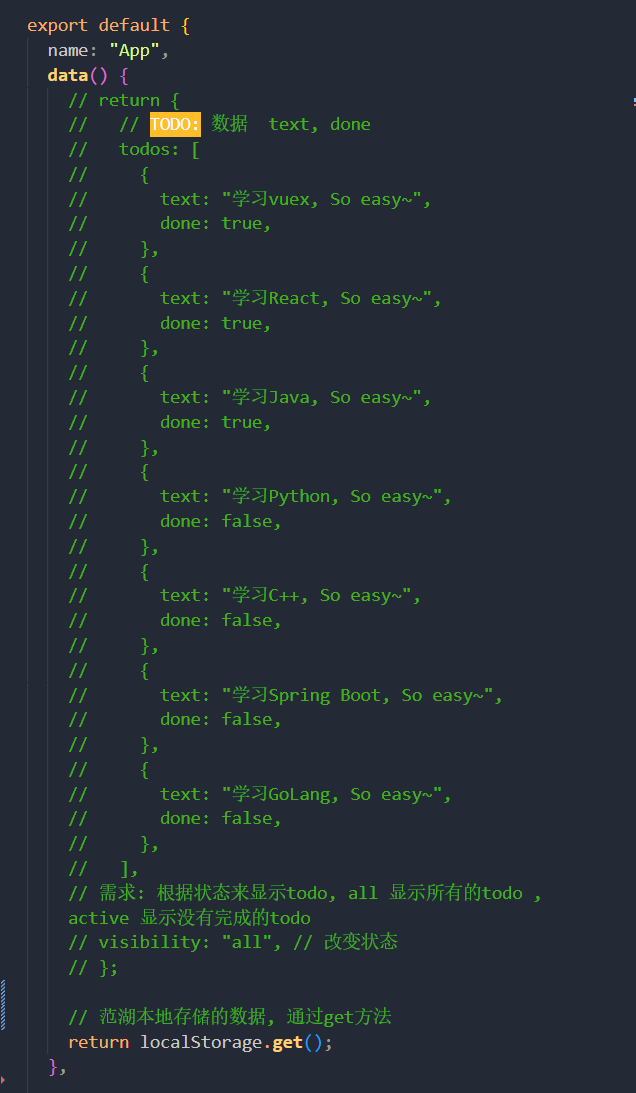 export default {
  name: "App",
  data() {
    // return {
    //   // TODO: 数据  text, done
    //   todos: [
    //     {
    //       text: "学习vuex, So easy~",
    //       done: true,
    //     },
    //     {
    //       text: "学习React, So easy~",
    //       done: true,
    //     },
    //     {
    //       text: "学习Java, So easy~",
    //       done: true,
    //     },
    //     {
    //       text: "学习Python, So easy~",
    //       done: false,
    //     },
    //     {
    //       text: "学习C++, So easy~",
    //       done: false,
    //     },
    //     {
    //       text: "学习Spring Boot, So easy~",
    //       done: false,
    //     },
    //     {
    //       text: "学习GoLang, So easy~",
    //       done: false,
    //     },
    //   ],
    // 需求: 根据状态来显示todo, all 显示所有的todo ,
    active 显示没有完成的todo
    // visibility: "all", // 改变状态
    // };

    // 范湖本地存储的数据, 通过get方法
    return localStorage.get();
  },